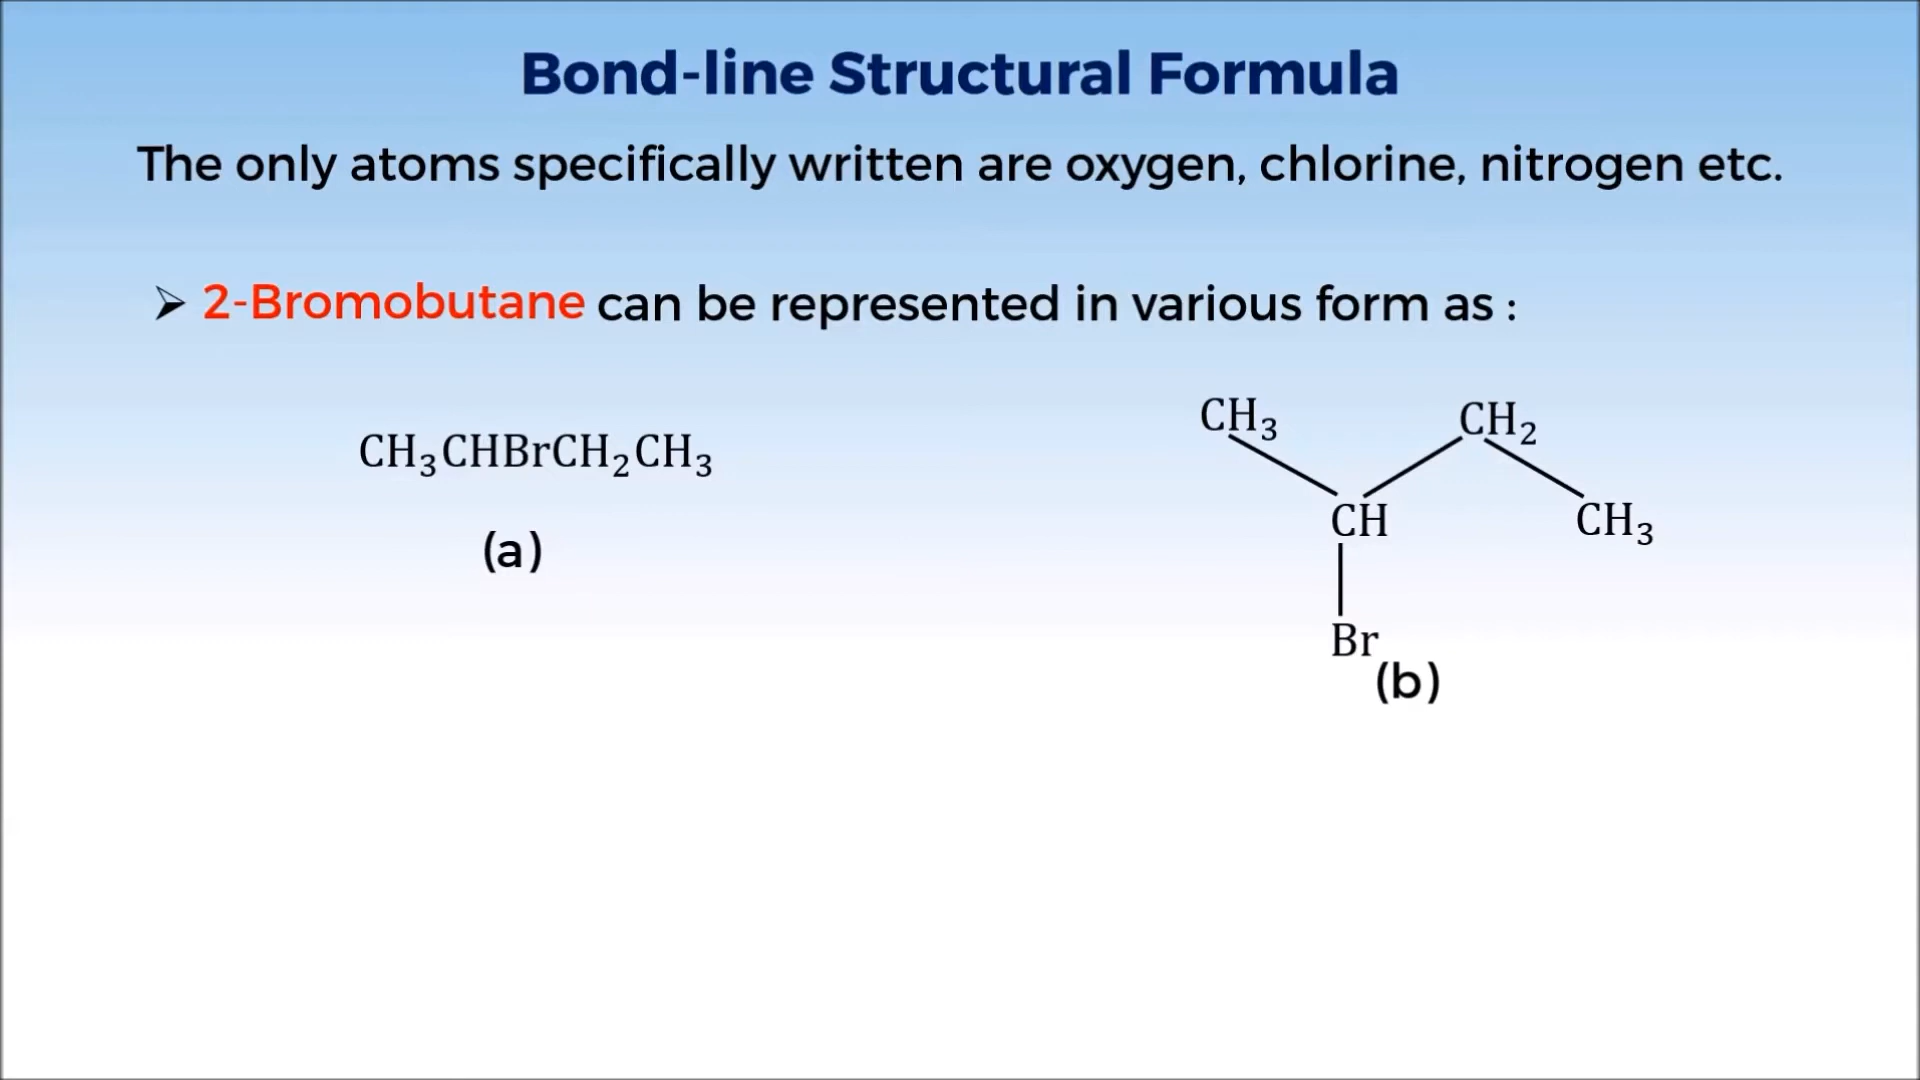 Bond-line Structural Formula
The only atoms specifically written are oxygen, chlorine, nitrogen etc.
➢ 2-Bromobutane can be represented in various form as :
CH₃CHBrCH₂CH₃
(a)
CH₃ CH₂
CH CH₃
Br
(b)